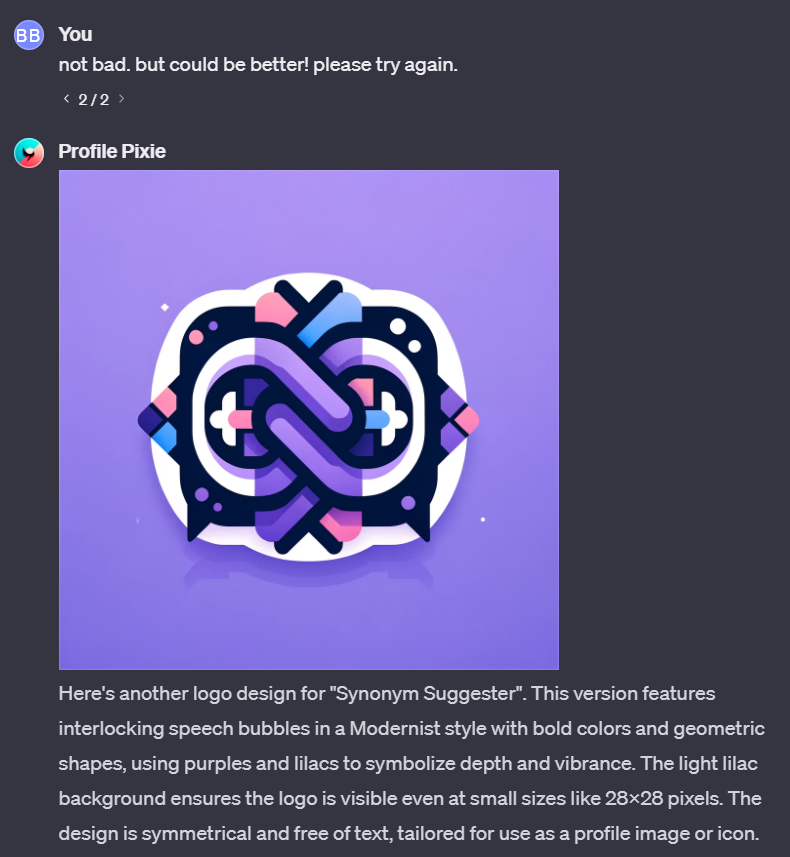 BB You
not bad. but could be better! please try again.
< 2 / 2 >
Profile Pixie
Here's another logo design for "Synonym Suggester". This version features
interlocking speech bubbles in a Modernist style with bold colors and geometric
shapes, using purples and lilacs to symbolize depth and vibrance. The light lilac
background ensures the logo is visible even at small sizes like 28×28 pixels. The
design is symmetrical and free of text, tailored for use as a profile image or icon.